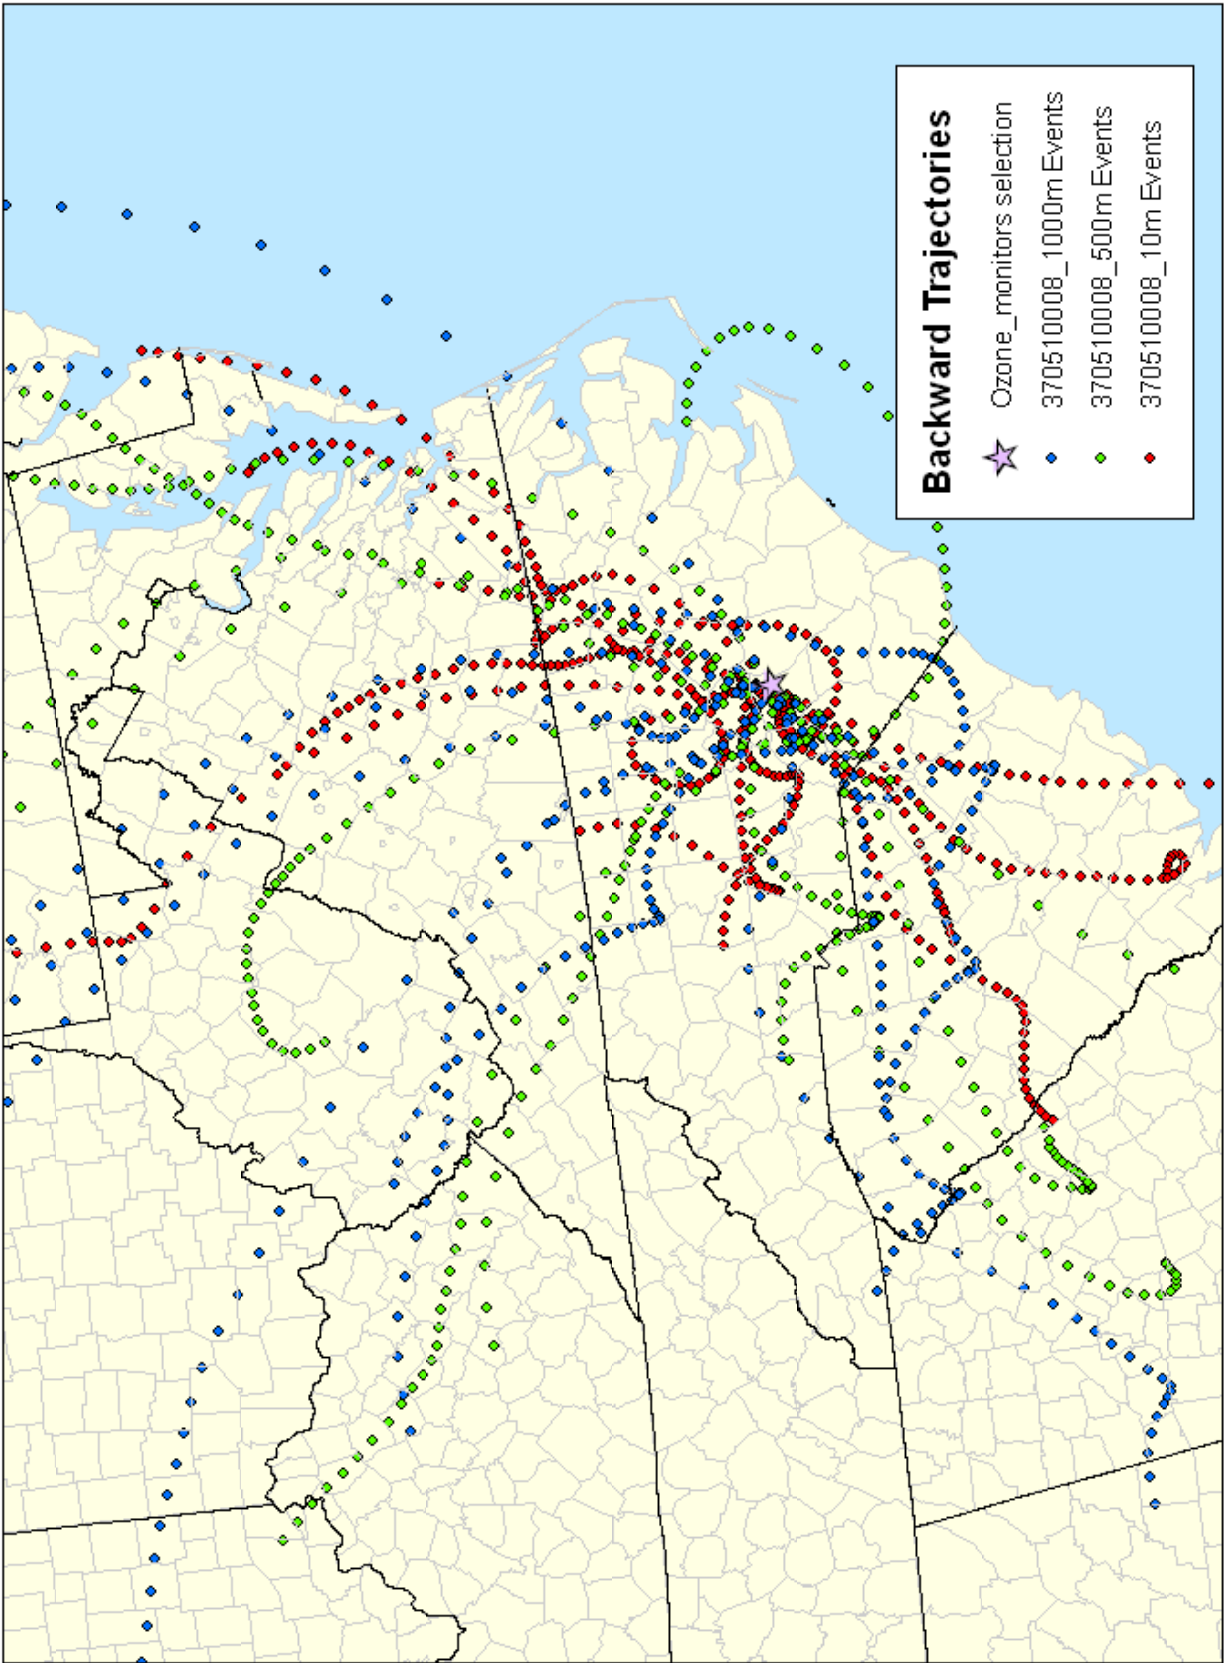 Backward Trajectories
Ozone_monitors selection
370510008_1000m Events
370510008_500m Events
370510008_10m Events